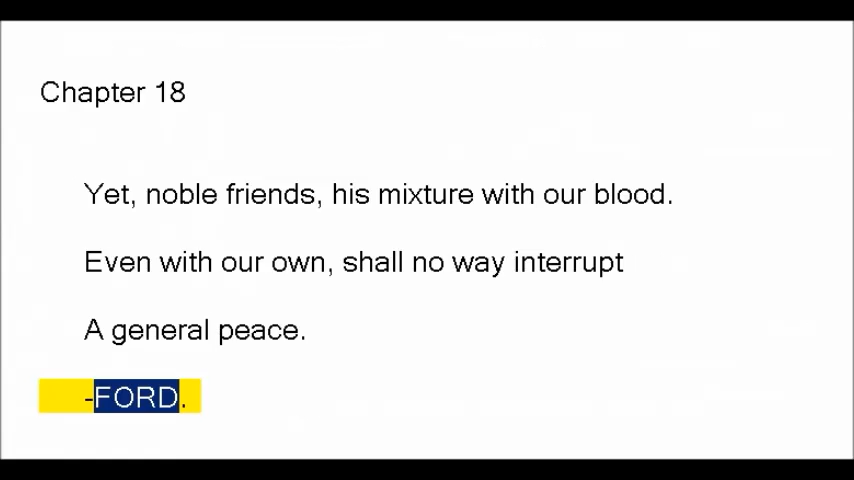 Chapter 18
Yet, noble friends, his mixture with our blood.
Even with our own, shall no way interrupt
A general peace.
-FORD.